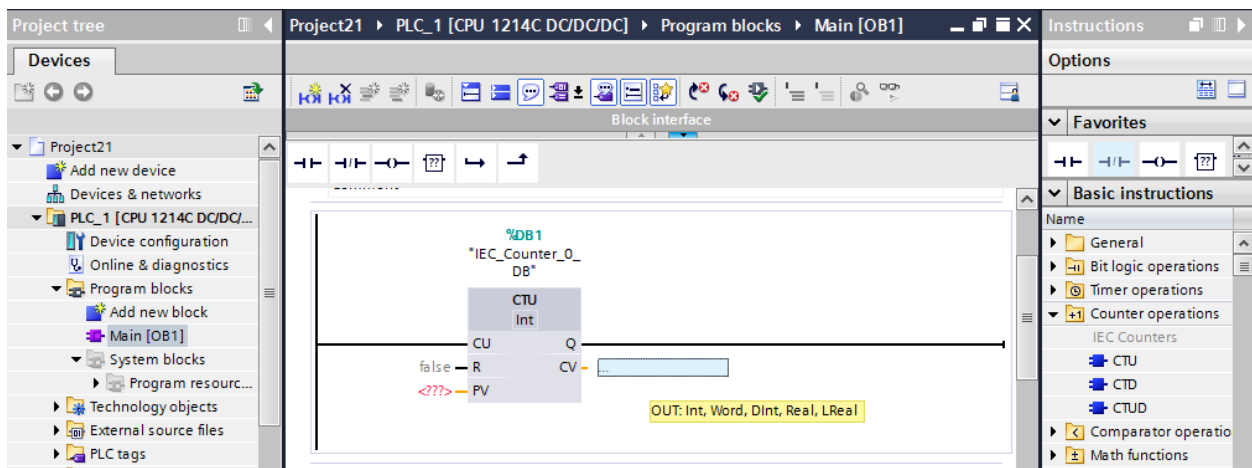 Project tree
Devices
Project21
Add new device
Devices & networks
PLC_1 [CPU 1214C DC/DC/...
Device configuration
Online & diagnostics
Program blocks
Add new block
Main [OB1]
System blocks
Program resourc...
Technology objects
External source files
PLC tags
Project21 ▸ PLC_1 [CPU 1214C DC/DC/DC] ▸ Program blocks ▸ Main [OB1]
Block interface
??
%DB1
"IEC_Counter_0_
DB"
CTU
Int
CU Q
false R CV ...
<???> PV
OUT: Int, Word, DInt, Real, LReal
Instructions
Options
Favorites
??
Basic instructions
Name
General
Bit logic operations
Timer operations
Counter operations
IEC Counters
CTU
CTD
CTUD
Comparator operatio
Math functions